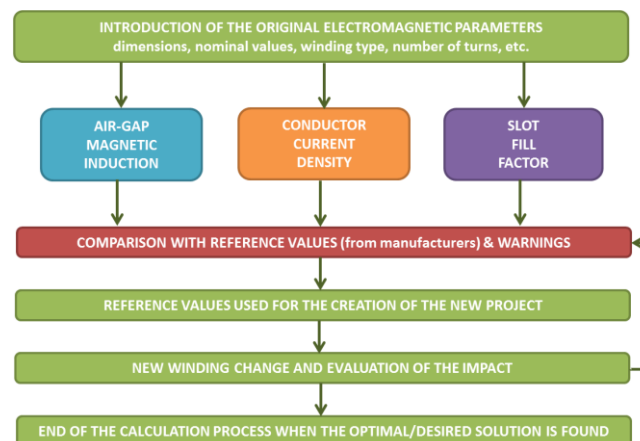 INTRODUCTION OF THE ORIGINAL ELECTROMAGNETIC PARAMETERS
dimensions, nominal values, winding type, number of turns, etc.
AIR-GAP
MAGNETIC
INDUCTION
CONDUCTOR
CURRENT
DENSITY
SLOT
FILL
FACTOR
COMPARISON WITH REFERENCE VALUES (from manufacturers) & WARNINGS
REFERENCE VALUES USED FOR THE CREATION OF THE NEW PROJECT
NEW WINDING CHANGE AND EVALUATION OF THE IMPACT
END OF THE CALCULATION PROCESS WHEN THE OPTIMAL/DESIRED SOLUTION IS FOUND